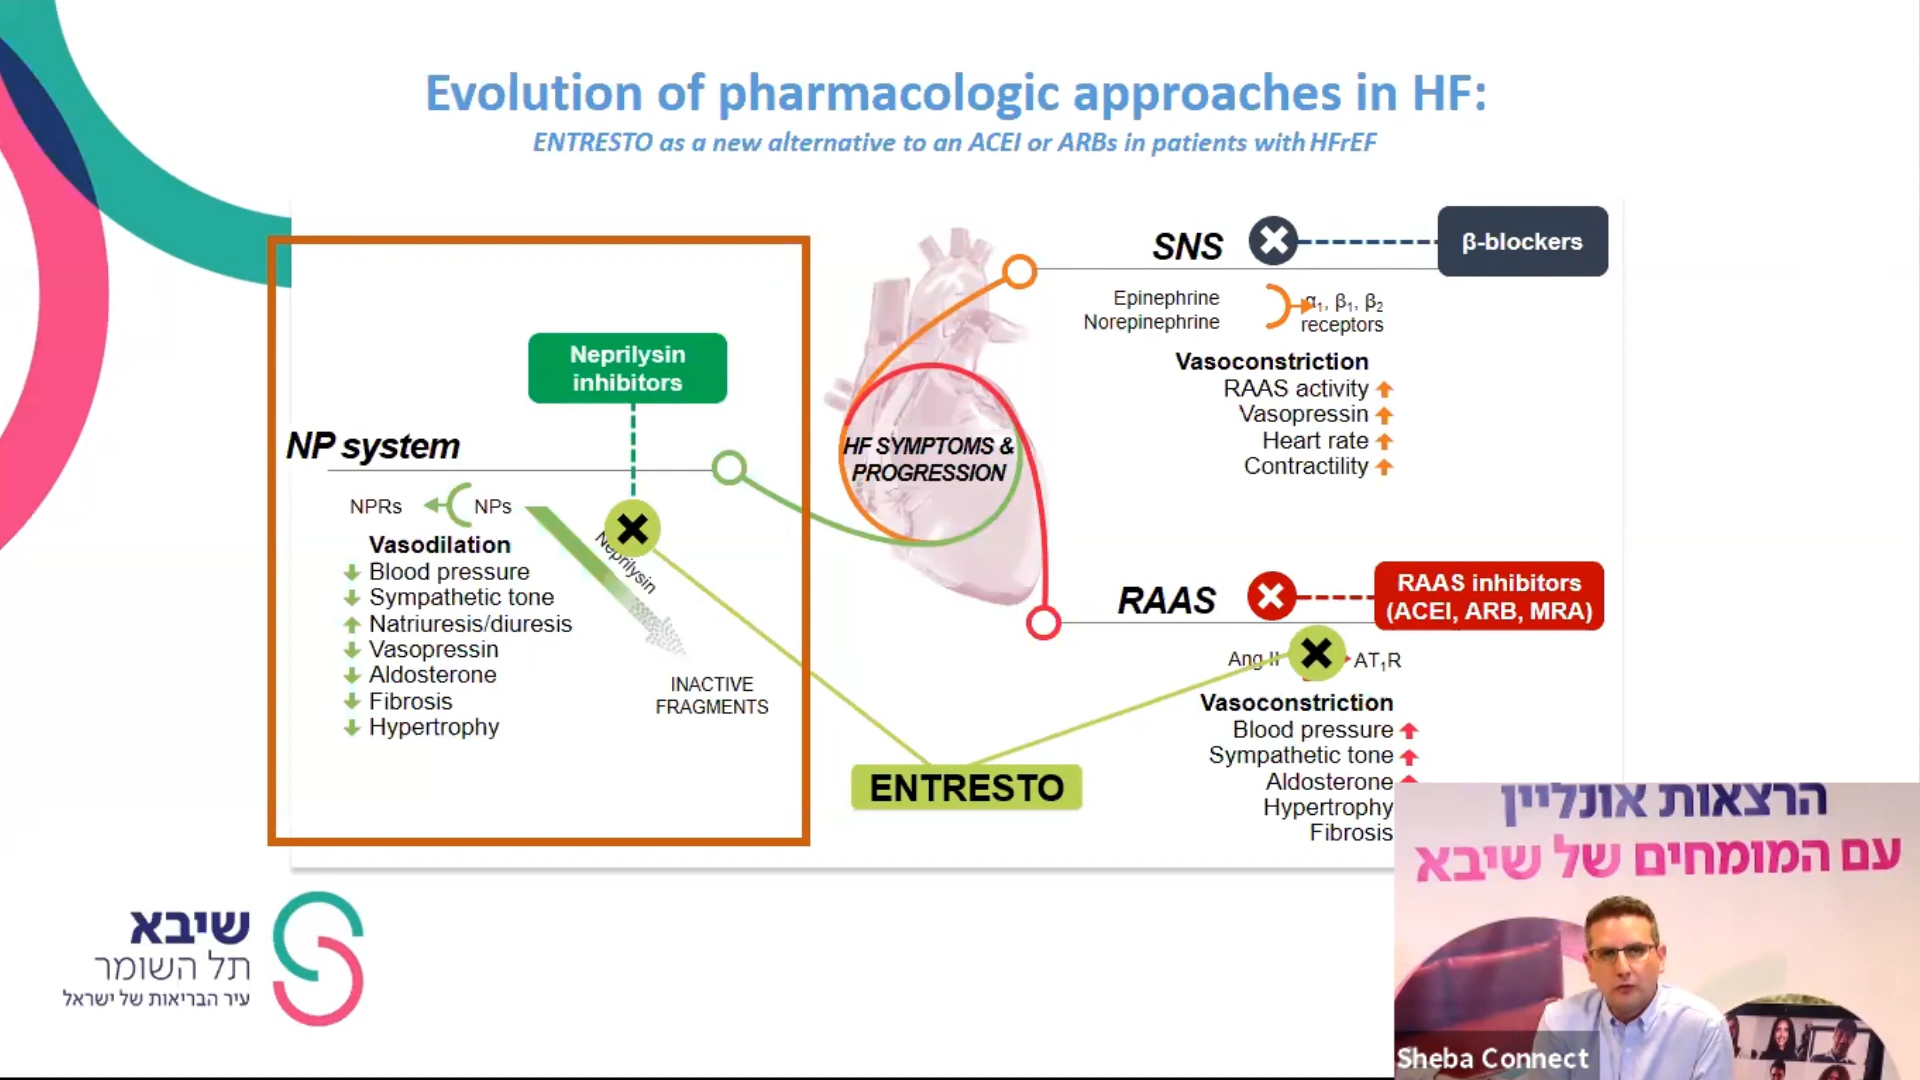 Evolution of pharmacologic approaches in HF:
ENTRESTO as a new alternative to an ACEI or ARBs in patients with HFrEF
Neprilysin
inhibitors
NP system
NPRs
NPs
Neprilysin
Vasodilation
Blood pressure
Sympathetic tone
Natriuresis/diuresis
Vasopressin
Aldosterone
Fibrosis
Hypertrophy
INACTIVE
FRAGMENTS
HF SYMPTOMS &
PROGRESSION
ENTRESTO
SNS
β-blockers
Epinephrine
Norepinephrine
α1, β1, β2
receptors
Vasoconstriction
RAAS activity
Vasopressin
Heart rate
Contractility
RAAS
RAAS inhibitors
(ACEI, ARB, MRA)
Ang II
AT1R
Vasoconstriction
Blood pressure
Sympathetic tone
Aldosterone
Hypertrophy
Fibrosis
שיבא
תל השומר
עיר הבריאות של ישראל
הרצאות אונליין
עם המומחים של שיבא
Sheba Connect